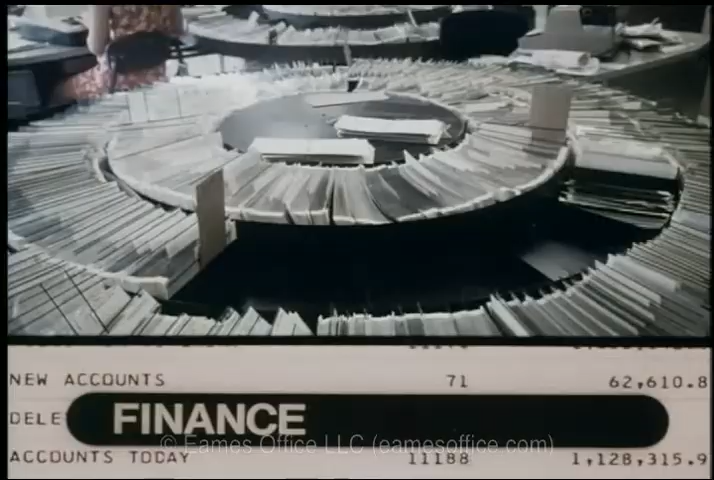 NEW ACCOUNTS 71 62,610.8
DELE
FINANCE
© Eames Office LLC (eamesoffice.com)
ACCOUNTS TODAY 11188 1,128,315.9